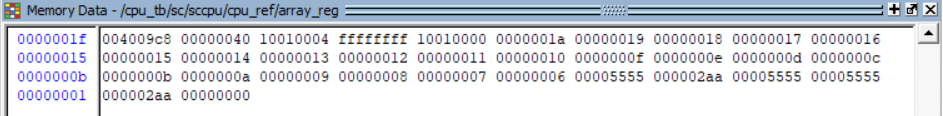 Memory Data - /cpu_tb/sc/sccpu/cpu_ref/array_reg
0000001f 004009c8 00000040 10010004 ffffffff 10010000 0000001a 00000019 00000018 00000017 00000016
00000015 00000015 00000014 00000013 00000012 00000011 00000010 0000000f 0000000e 0000000d 0000000c
0000000b 0000000b 0000000a 00000009 00000008 00000007 00000006 00005555 000002aa 00005555 00005555
00000001 000002aa 00000000